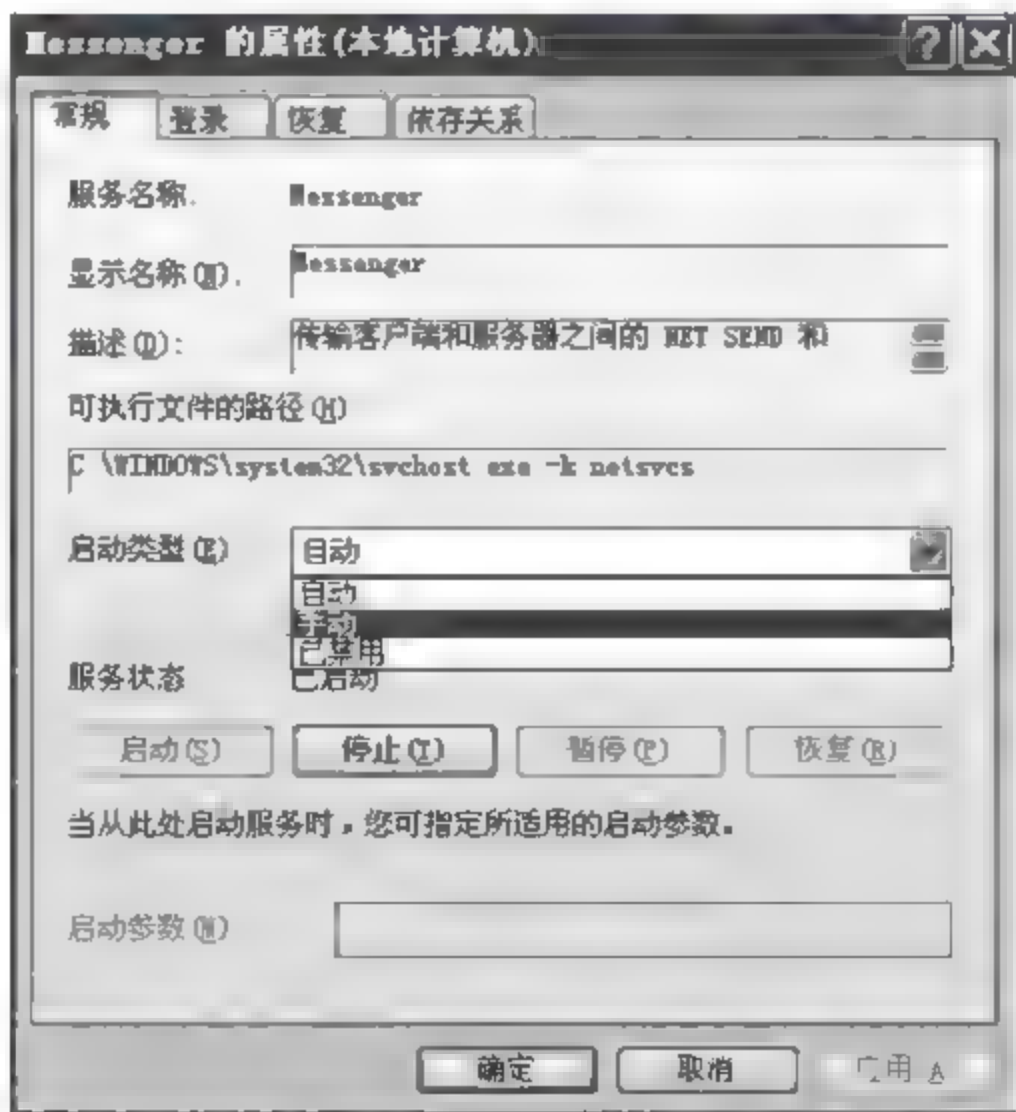 Messenger 的属性(本地计算机)
常规 登录 恢复 依存关系
服务名称: Messenger
显示名称(N): Messenger
描述(D): 传输客户端和服务器之间的 NET SEND 和
可执行文件的路径(H)
C:\WINDOWS\system32\svchost.exe -k netsvcs
启动类型(E) 自动
自动
手动
已禁用
服务状态 已启动
启动(S) 停止(T) 暂停(P) 恢复(R)
当从此处启动服务时，您可指定所适用的启动参数。
启动参数(M)
确定 取消 应用 A